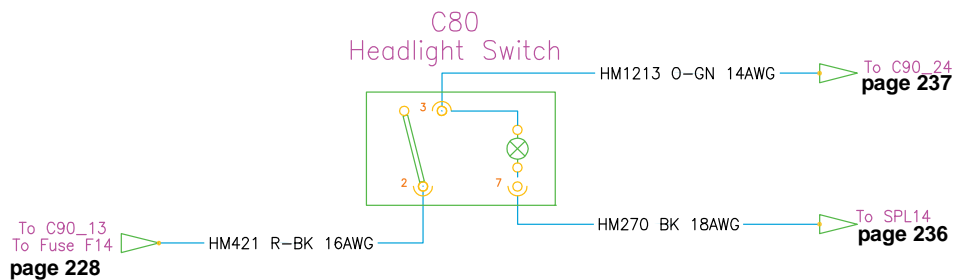 C80
Headlight Switch
HM1213 O-GN 14AWG
To C90_24
page 237
3
2
7
To C90_13
To Fuse F14
page 228
HM421 R-BK 16AWG
HM270 BK 18AWG
To SPL14
page 236